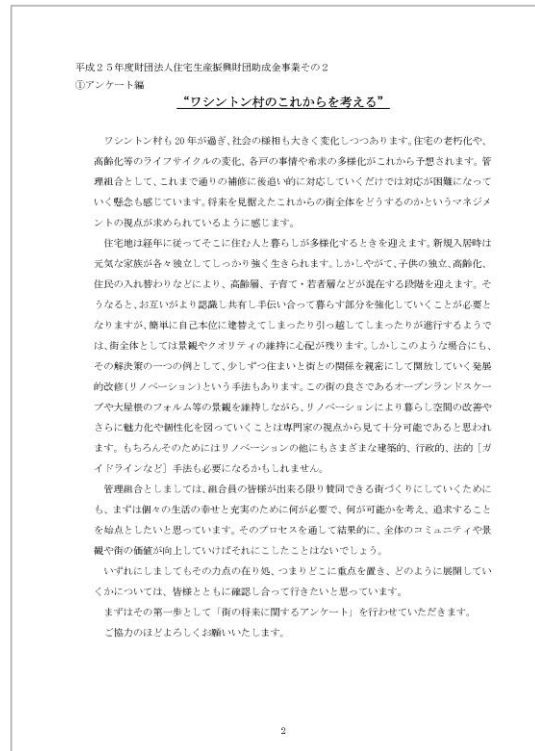 平成25年度財団法人住宅生産振興財団助成金事業その2
①アンケート編
“ワシントン村のこれからを考える”
ワシントン村も20年が過ぎ、社会の様相も大きく変化しつつあります。住宅の老朽化や、
高齢化等のライフサイクルの変化、各戸の事情や希求の多様化がこれから予想されます。管
理組合として、これまで通りの補修に後追い的に対応していくだけでは対応が困難になって
いく懸念も感じています。将来を見据えたこれからの街全体をどうするのかというマネジメ
ントの視点が求められているように感じます。
住宅地は経年に従ってそこに住む人と暮らしが多様化するときを迎えます。新規入居時は
元気な家族が各々独立してしっかり強く生きられます。しかしやがて、子供の独立、高齢化、
住民の入れ替わりなどにより、高齢層、子育て・若者層などが混在する段階を迎えます。そ
うなると、お互いがより認識し共有し手伝い合って暮らす部分を強化していくことが必要と
なりますが、簡単に自己本位に建替えてしまったり引っ越してしまったりが進行するようで
は、街全体としては景観やクオリティの維持に心配が残ります。しかしこのような場合にも、
その解決策の一つの例として、少しずつ住まいと街との関係を親密にして開放していく発展
的改修(リノベーション)という手法もあります。この街の良さであるオープンランドスケー
プや大屋根のフォルム等の景観を維持しながら、リノベーションにより暮らし空間の改善や
さらに魅力化や個性化を図っていくことは専門家の視点から見て十分可能であると思われ
ます。もちろんそのためにはリノベーションの他にもさまざまな建築的、行政的、法的［ガ
イドラインなど］手法も必要になるかもしれません。
管理組合としましては、組合員の皆様が出来る限り賛同できる街づくりにしていくために
も、まずは個々の生活の幸せと充実のために何が必要で、何が可能かを考え、追求すること
を始点としたいと思っています。そのプロセスを通して結果的に、全体のコミュニティや景
観や街の価値が向上していけばそれにこしたことはないでしょう。
いずれにしましてもその力点の在り処、つまりどこに重点を置き、どのように展開してい
くかについては、皆様とともに確認し合って行きたいと思っています。
まずはその第一歩として「街の将来に関するアンケート」を行わせていただきます。
ご協力のほどよろしくお願いいたします。
2